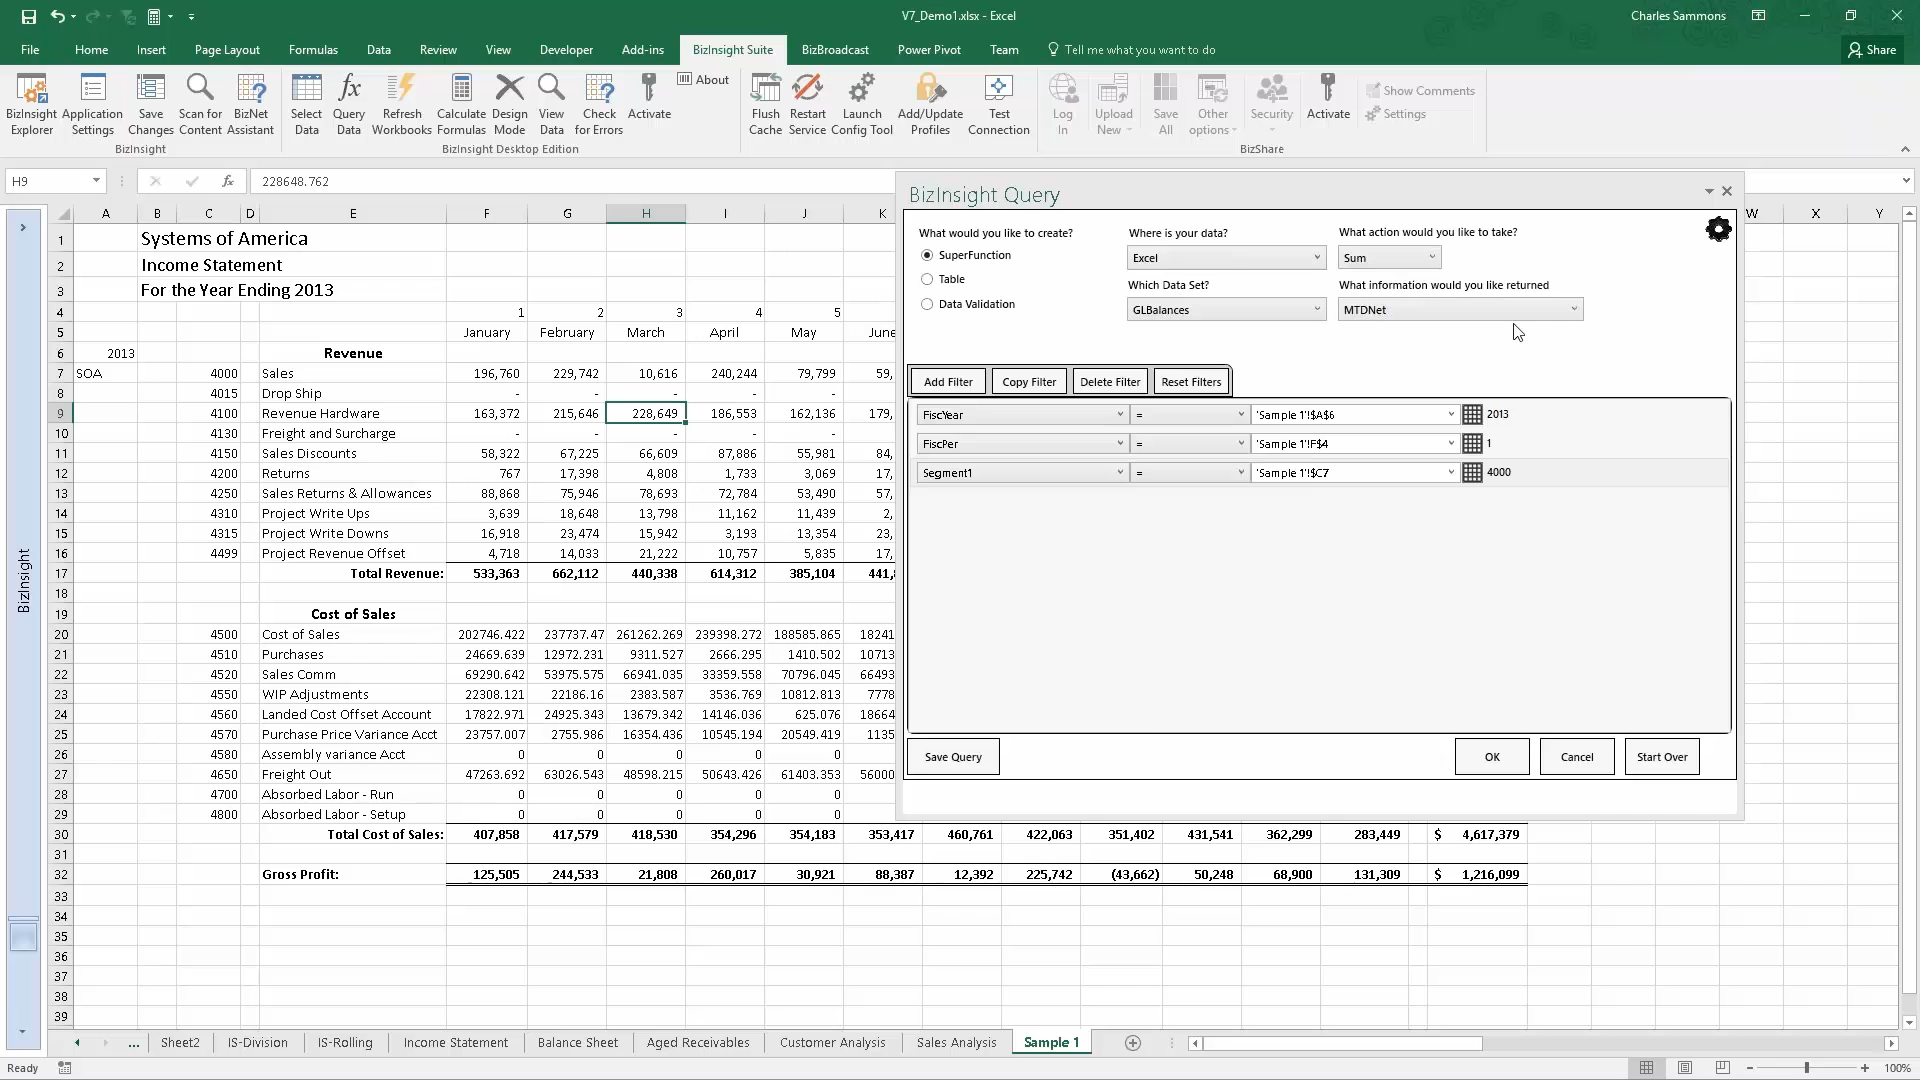 V7_Demo1.xlsx - Excel
Charles Sammons
File Home Insert Page Layout Formulas Data Review View Developer Add-ins BizInsight Suite BizBroadcast Power Pivot Team Tell me what you want to do
Share
BizInsight Explorer
Application Settings
Save Changes
Scan for Content
BizNet Assistant
BizInsight
Select Data
Query Data
Refresh Workbooks
Calculate Formulas
Design Mode
View Data
Check for Errors
Activate
About
BizInsight Desktop Edition
Flush Cache
Restart Service
Launch Config Tool
Add/Update Profiles
Test Connection
Log In
Upload New
Save All
Other options
Security
Activate
Show Comments
Settings
BizShare
H9
fx
228648.762
A B C D E F G H I J K W X Y
BizInsight
1 Systems of America
2 Income Statement
3 For the Year Ending 2013
4 1 2 3 4 5
5 January February March April May June
6 2013 Revenue
7 SOA 4000 Sales 196,760 229,742 10,616 240,244 79,799 59,
8 4015 Drop Ship - - - - -
9 4100 Revenue Hardware 163,372 215,646 228,649 186,553 162,136 179,
10 4130 Freight and Surcharge - - - - -
11 4150 Sales Discounts 58,322 67,225 66,609 87,886 55,981 84,
12 4200 Returns 767 17,398 4,808 1,733 3,069 17,
13 4250 Sales Returns & Allowances 88,868 75,946 78,693 72,784 53,490 57,
14 4310 Project Write Ups 3,639 18,648 13,798 11,162 11,439 2,
15 4315 Project Write Downs 16,918 23,474 15,942 3,193 13,354 23,
16 4499 Project Revenue Offset 4,718 14,033 21,222 10,757 5,835 17,
17 Total Revenue: 533,363 662,112 440,338 614,312 385,104 441,8
18
19 Cost of Sales
20 4500 Cost of Sales 202746.422 237737.47 261262.269 239398.272 188585.865 18241
21 4510 Purchases 24669.639 12972.231 9311.527 2666.295 1410.502 10713
22 4520 Sales Comm 69290.642 53975.575 66941.035 33359.558 70796.045 66493
23 4550 WIP Adjustments 22308.121 22186.16 2383.587 3536.769 10812.813 7778
24 4560 Landed Cost Offset Account 17822.971 24925.343 13679.342 14146.036 625.076 18664
25 4570 Purchase Price Variance Acct 23757.007 2755.986 16354.436 10545.194 20549.419 1135
26 4580 Assembly variance Acct 0 0 0 0 0
27 4650 Freight Out 47263.692 63026.543 48598.215 50643.426 61403.353 56000
28 4700 Absorbed Labor - Run 0 0 0 0 0
29 4800 Absorbed Labor - Setup 0 0 0 0 0
30 Total Cost of Sales: 407,858 417,579 418,530 354,296 354,183 353,417 460,761 422,063 351,402 431,541 362,299 283,449 $ 4,617,379
31
32 Gross Profit: 125,505 244,533 21,808 260,017 30,921 88,387 12,392 225,742 (43,662) 50,248 68,900 131,309 $ 1,216,099
33
34
35
36
37
38
39
BizInsight Query
What would you like to create?
SuperFunction
Table
Data Validation
Where is your data?
Excel
Which Data Set?
GLBalances
What action would you like to take?
Sum
What information would you like returned
MTDNet
Add Filter Copy Filter Delete Filter Reset Filters
FiscYear = 'Sample 1'!$A$6 2013
FiscPer = 'Sample 1'!F$4 1
Segment1 = 'Sample 1'!$C7 4000
Save Query OK Cancel Start Over
... Sheet2 IS-Division IS-Rolling Income Statement Balance Sheet Aged Receivables Customer Analysis Sales Analysis Sample 1
Ready
100%